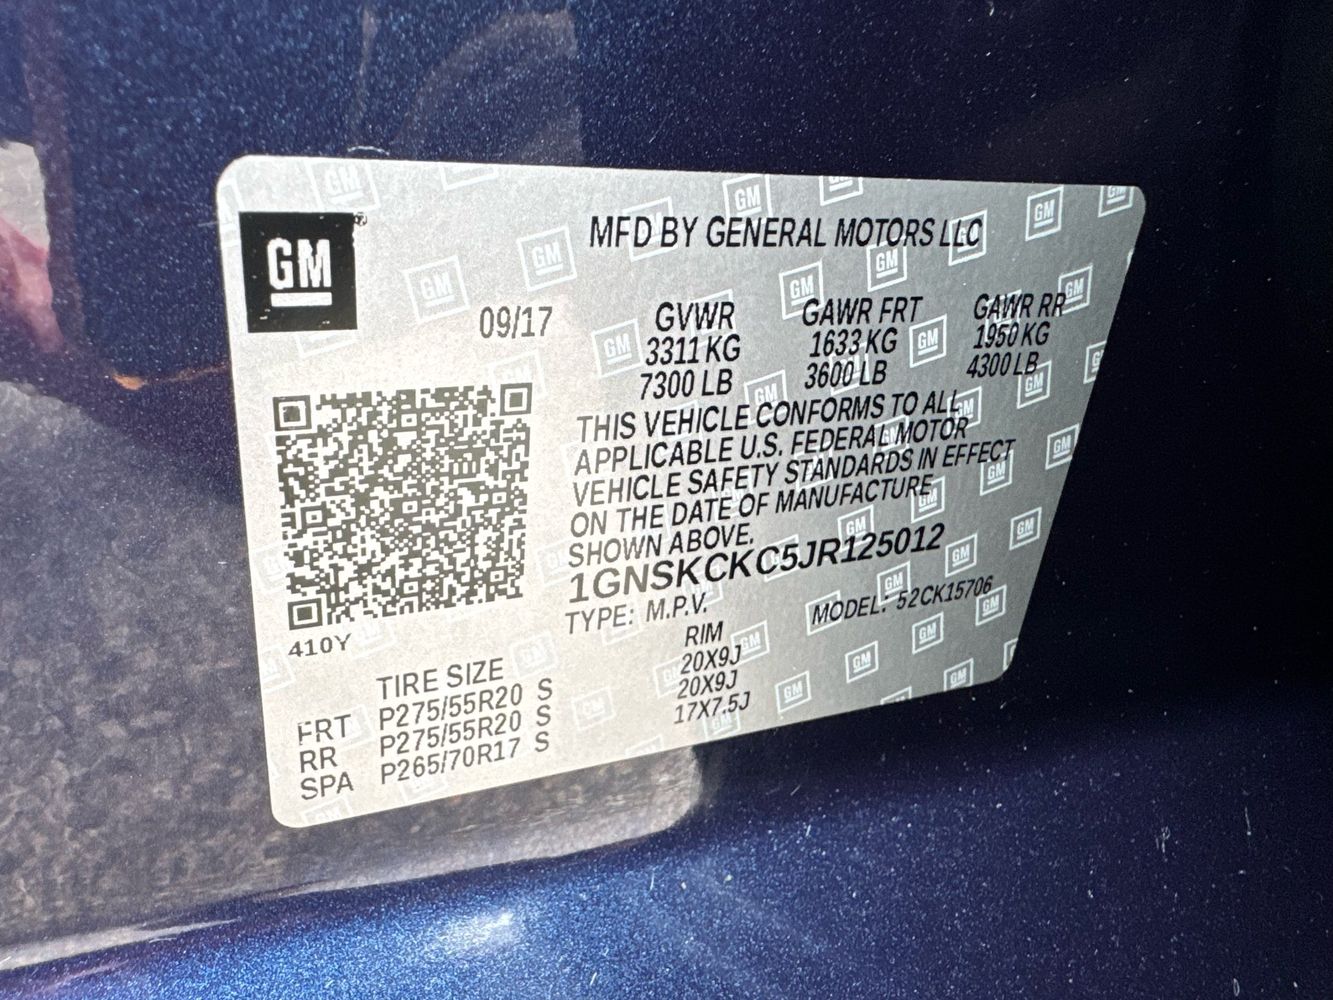 GM
MFD BY GENERAL MOTORS LLC
09/17
GVWR GAWR FRT GAWR RR
3311 KG 1633 KG 1950 KG
7300 LB 3600 LB 4300 LB
THIS VEHICLE CONFORMS TO ALL
APPLICABLE U.S. FEDERAL MOTOR
VEHICLE SAFETY STANDARDS IN EFFECT
ON THE DATE OF MANUFACTURE
SHOWN ABOVE.
1GNSKCKC5JR125012
TYPE: M.P.V. MODEL: 52CK15706
410Y
TIRE SIZE RIM
FRT P275/55R20 S 20X9J
RR P275/55R20 S 20X9J
SPA P265/70R17 S 17X7.5J